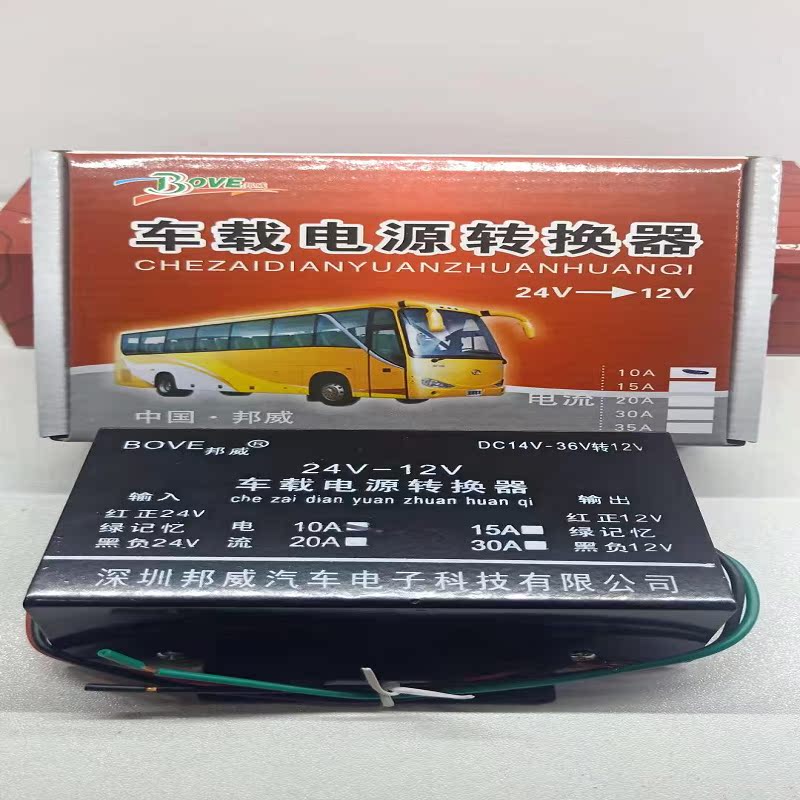 BOVE 邦威
车载电源转换器
CHEZAIDIANYUANZHUANHUANQI
24V→12V
电流
10A
15A
20A
30A
35A
中国·邦威
BOVE邦威®
DC14V-36V转12V
24V-12V
车载电源转换器
che zai dian yuan zhuan huan qi
输入
红正24V
绿记忆
黑负24V
电流
10A
15A
20A
30A
输出
红正12V
绿记忆
黑负12V
深圳邦威汽车电子科技有限公司